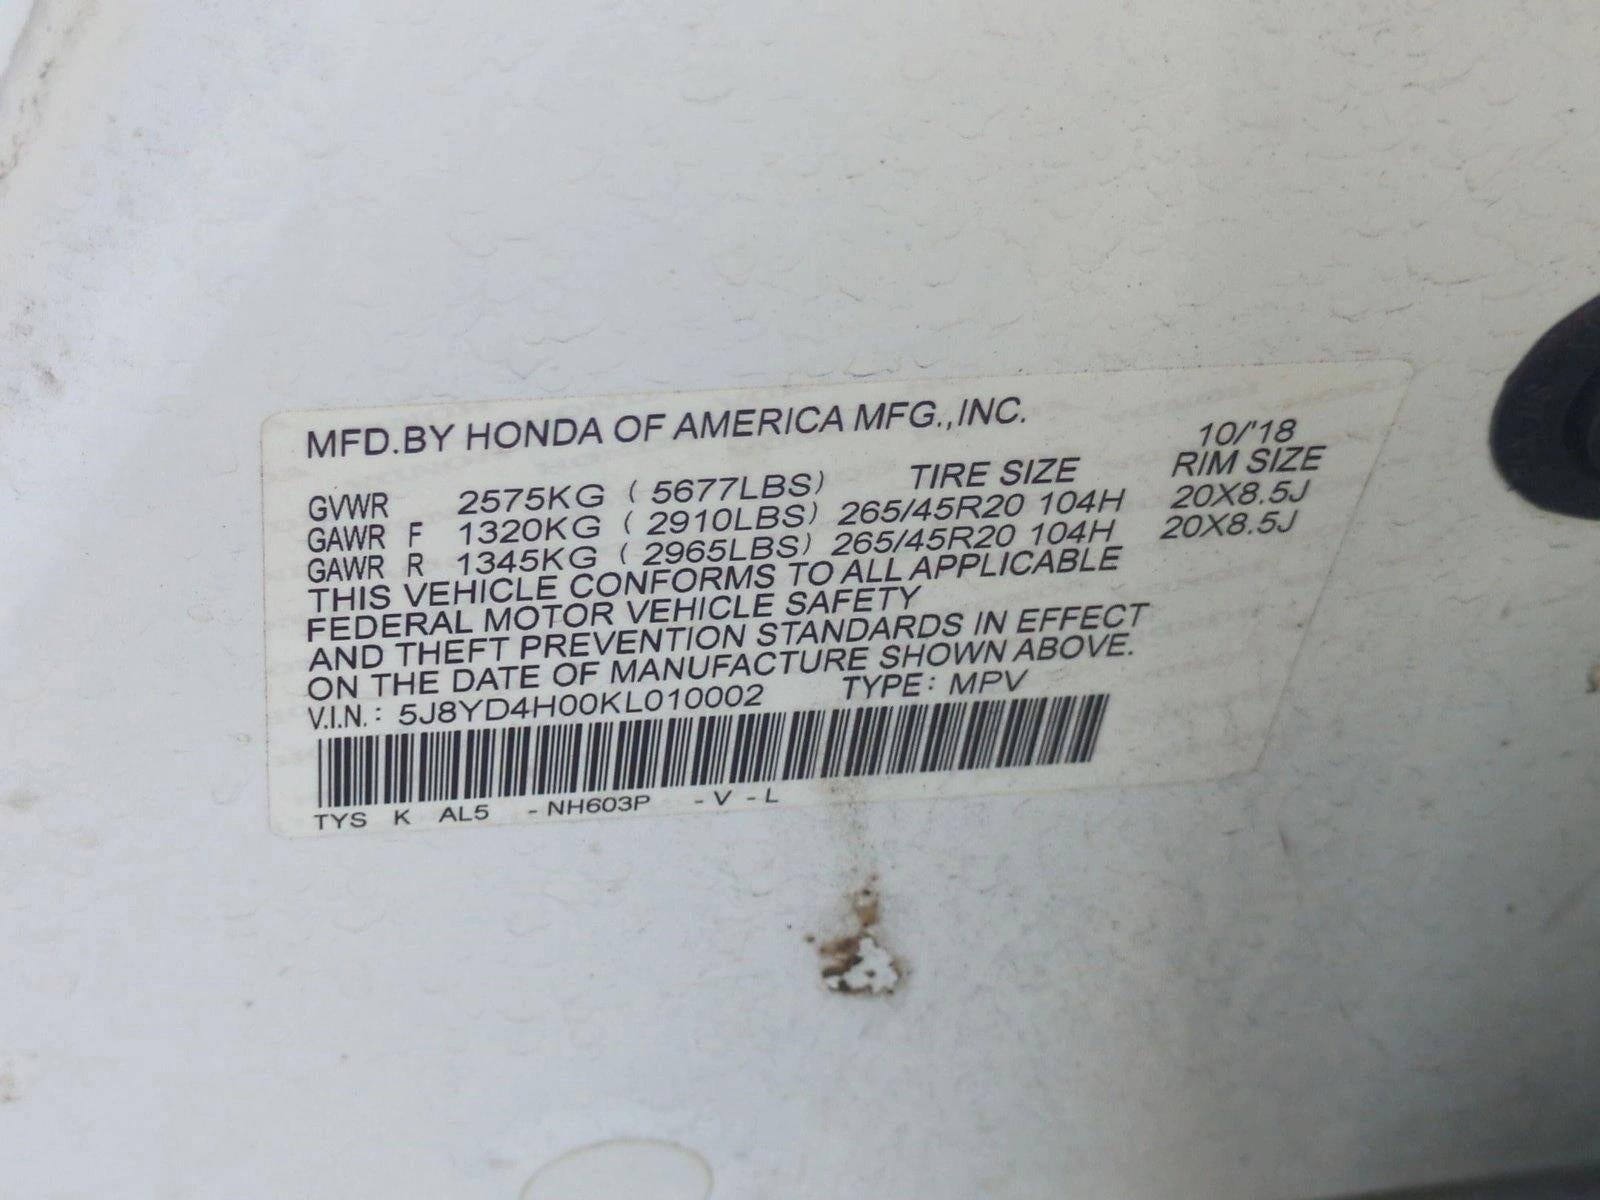 MFD.BY HONDA OF AMERICA MFG.,INC. 10/'18
GVWR 2575KG ( 5677LBS) TIRE SIZE RIM SIZE
GAWR F 1320KG ( 2910LBS) 265/45R20 104H 20X8.5J
GAWR R 1345KG ( 2965LBS) 265/45R20 104H 20X8.5J
THIS VEHICLE CONFORMS TO ALL APPLICABLE
FEDERAL MOTOR VEHICLE SAFETY
AND THEFT PREVENTION STANDARDS IN EFFECT
ON THE DATE OF MANUFACTURE SHOWN ABOVE.
V.I.N.: 5J8YD4H00KL010002 TYPE: MPV
TYS K AL5 -NH603P -V -L